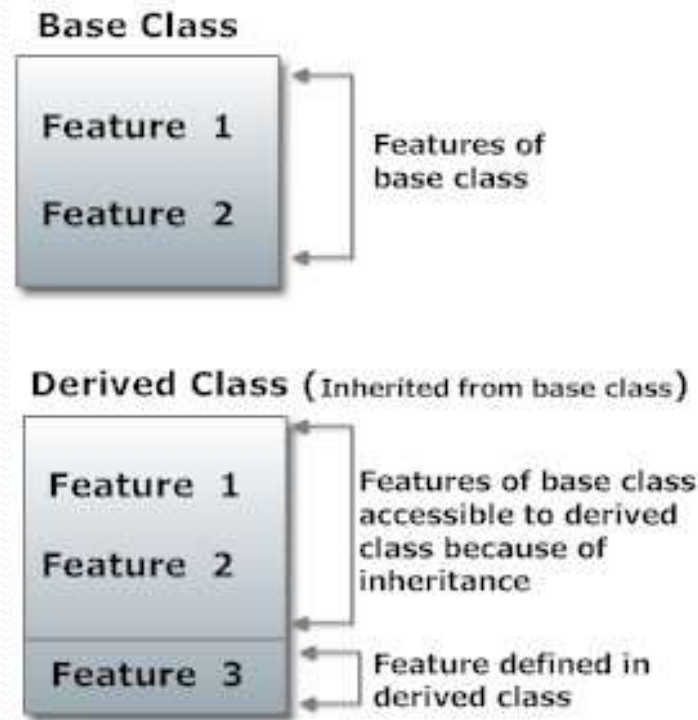 Base Class
Feature 1
Feature 2
Features of
base class
Derived Class (Inherited from base class)
Feature 1
Feature 2
Features of base class
accessible to derived
class because of
inheritance
Feature 3
Feature defined in
derived class